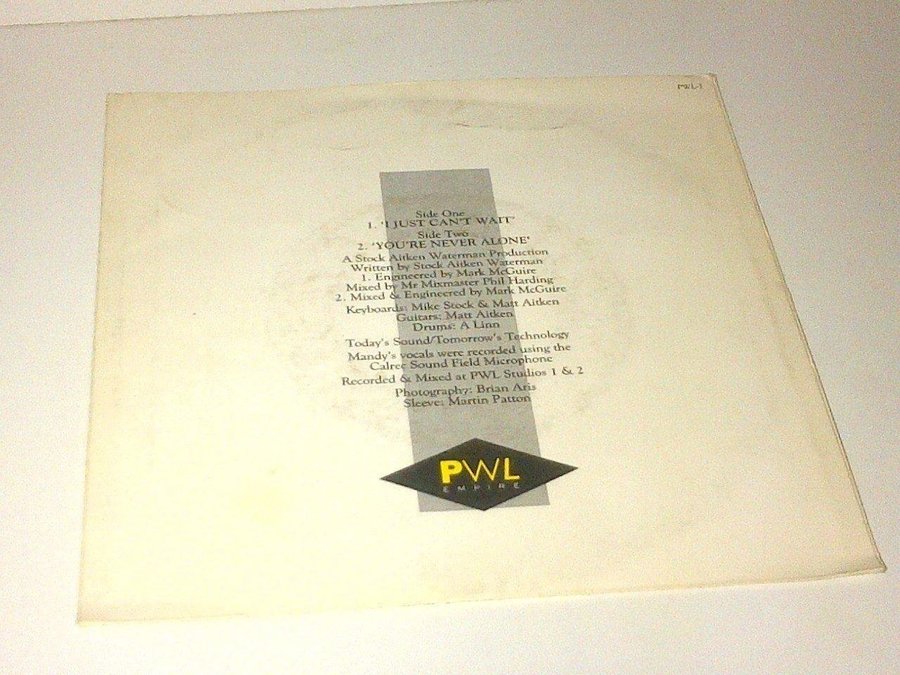 PWL-1
Side One
1. 'I JUST CAN'T WAIT'
Side Two
2. 'YOU'RE NEVER ALONE'
A Stock Aitken Waterman Production
Written by Stock Aitken Waterman
1. Engineered by Mark McGuire
Mixed by Mr Mixmaster Phil Harding
2. Mixed & Engineered by Mark McGuire
Keyboards: Mike Stock & Matt Aitken
Guitars: Matt Aitken
Drums: A Linn
Today's Sound/Tomorrow's Technology
Mandy's vocals were recorded using the
Calrec Sound Field Microphone
Recorded & Mixed at PWL Studios 1 & 2
Photography: Brian Aris
Sleeve: Martin Patton
PWL
EMPIRE